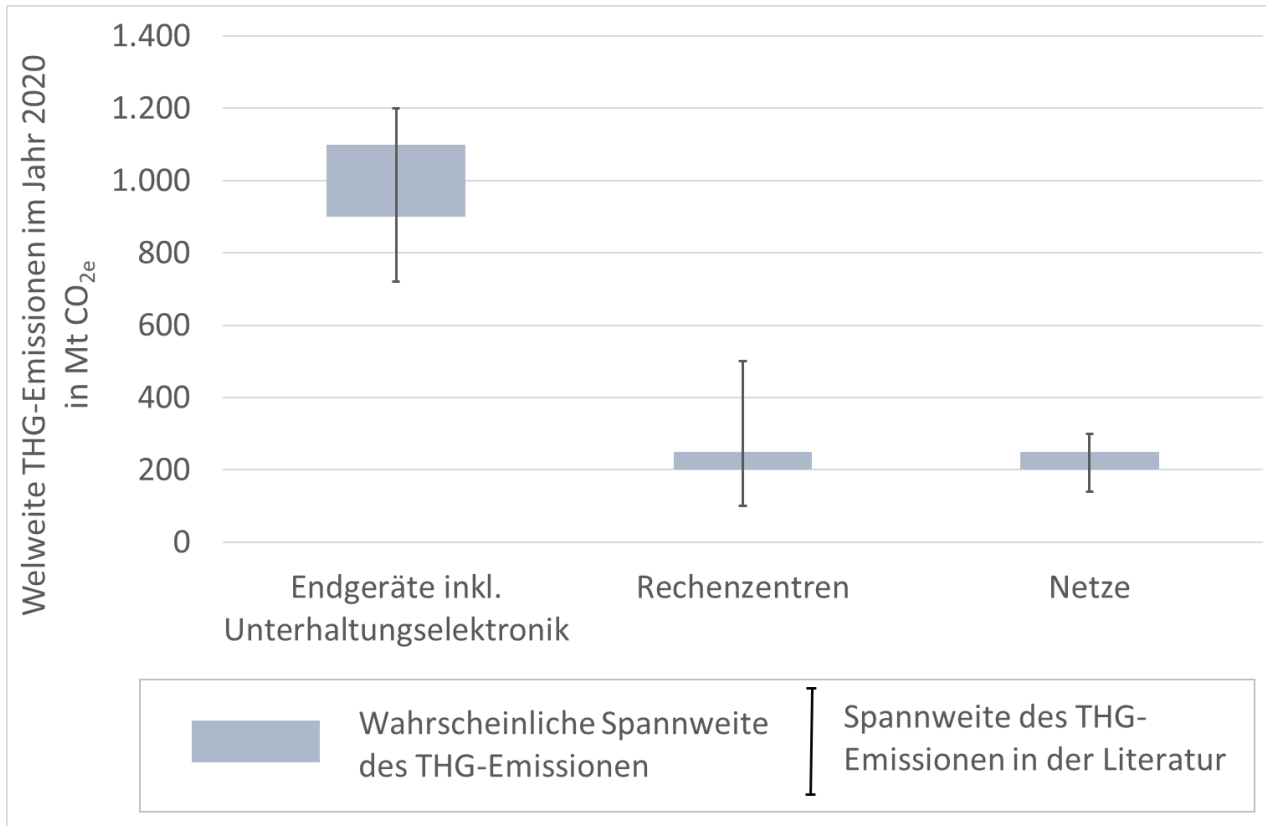 Welweite THG-Emissionen im Jahr 2020
in Mt CO2e
1.400
1.200
1.000
800
600
400
200
0
Endgeräte inkl.
Unterhaltungselektronik
Rechenzentren
Netze
Wahrscheinliche Spannweite
des THG-Emissionen
Spannweite des THG-
Emissionen in der Literatur